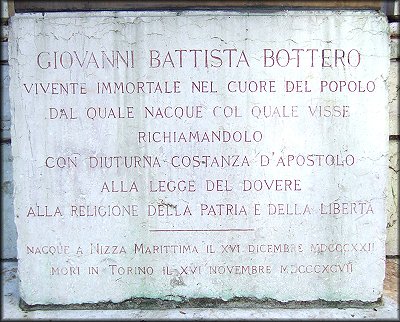 GIOVANNI BATTISTA BOTTERO
VIVENTE IMMORTALE NEL CUORE DEL POPOLO
DAL QUALE NACQUE COL QUALE VISSE
RICHIAMANDOLO
CON DIUTURNA COSTANZA D'APOSTOLO
ALLA LEGGE DEL DOVERE
ALLA RELIGIONE DELLA PATRIA E DELLA LIBERTÀ
NACQUE A NIZZA MARITTIMA IL XVI DICEMBRE MDCCCXXII
MORÌ IN TORINO IL XVI NOVEMBRE MDCCCXCVII